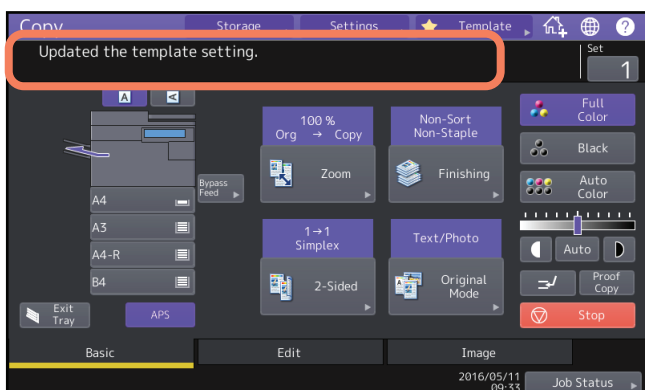 Copy
Storage
Settings
Template
?
Updated the template setting.
Set
1
A
A
100 %
Org → Copy
Zoom
Non-Sort
Non-Staple
Finishing
Full
Color
Black
Auto
Color
Bypass
Feed
A4
A3
A4-R
B4
1→1
Simplex
2-Sided
Text/Photo
Original
Mode
Auto
Proof
Copy
Exit
Tray
APS
Stop
Basic
Edit
Image
2016/05/11
09:33
Job Status